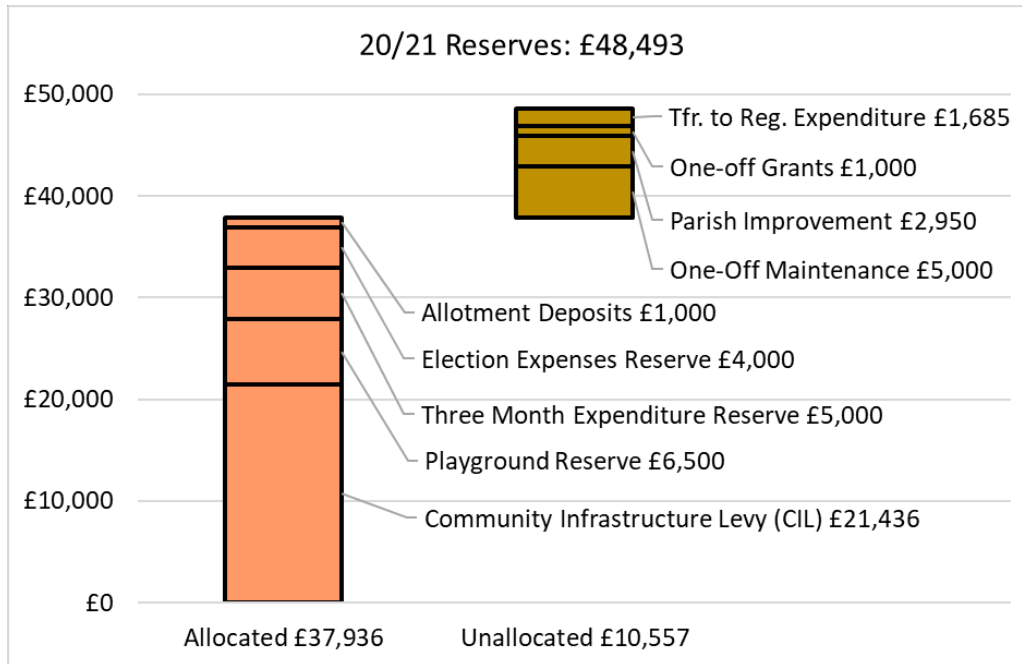 20/21 Reserves: £48,493
£50,000
£40,000
£30,000
£20,000
£10,000
£0
Tfr. to Reg. Expenditure £1,685
One-off Grants £1,000
Parish Improvement £2,950
One-Off Maintenance £5,000
Allotment Deposits £1,000
Election Expenses Reserve £4,000
Three Month Expenditure Reserve £5,000
Playground Reserve £6,500
Community Infrastructure Levy (CIL) £21,436
Allocated £37,936
Unallocated £10,557